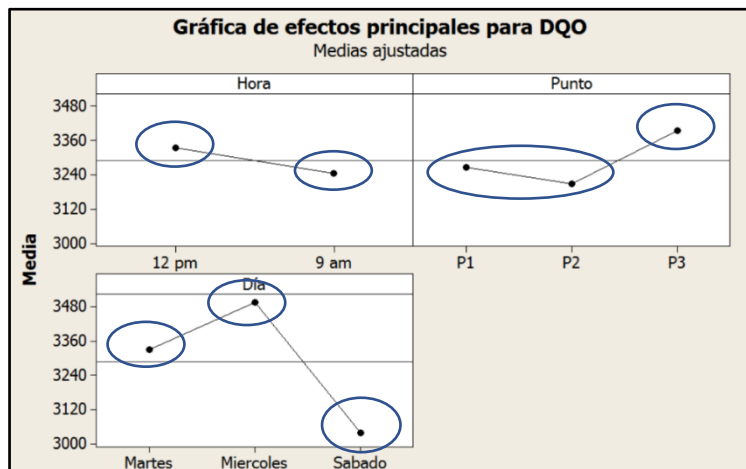 Gráfica de efectos principales para DQO
Medias ajustadas
Hora
Punto
3480
3360
3240
3120
3000
12 pm
9 am
P1
P2
P3
Día
3480
3360
3240
3120
3000
Martes
Miercoles
Sabado
Media